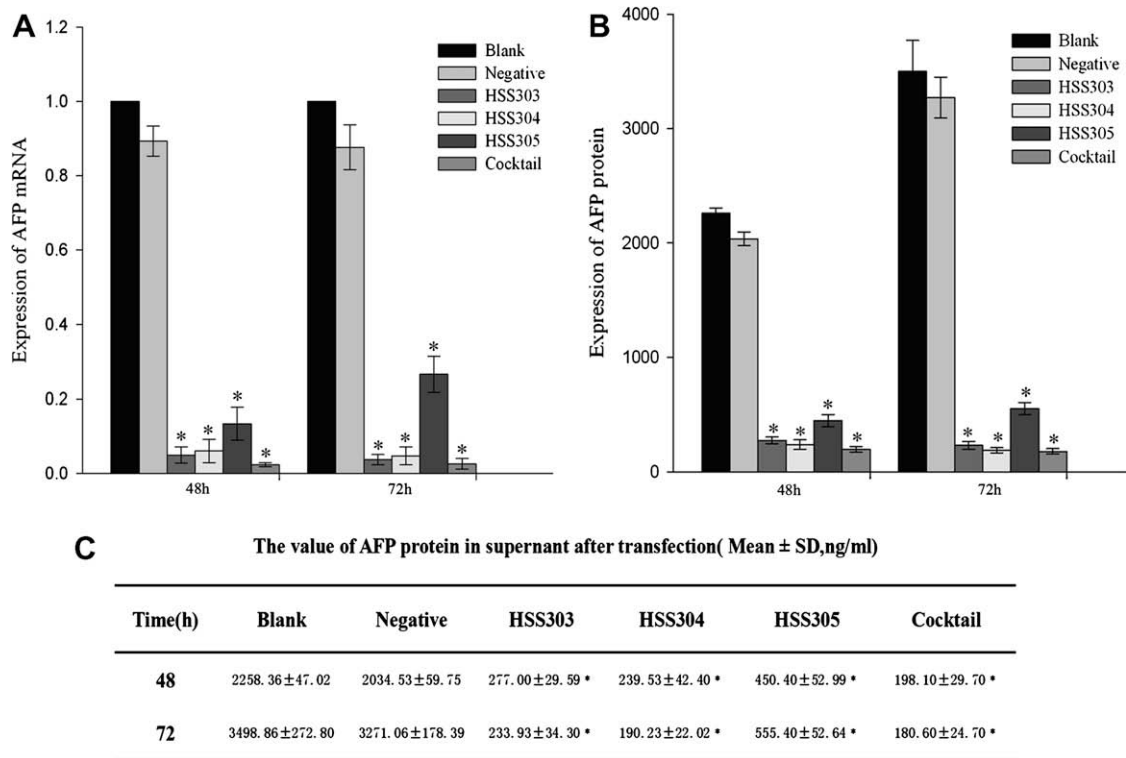 A
Expression of AFP mRNA
1.2
1.0
0.8
0.6
0.4
0.2
0.0
Blank
Negative
HSS303
HSS304
HSS305
Cocktail
* * * *
* * * *
48h 72h
B
Expression of AFP protein
4000
3000
2000
1000
0
Blank
Negative
HSS303
HSS304
HSS305
Cocktail
* * * *
* * * *
48h 72h
C The value of AFP protein in supernant after transfection( Mean ± SD,ng/ml)
Time(h) Blank Negative HSS303 HSS304 HSS305 Cocktail
48 2258.36±47.02 2034.53±59.75 277.00±29.59 * 239.53±42.40 * 450.40±52.99 * 198.10±29.70 *
72 3498.86±272.80 3271.06±178.39 233.93±34.30 * 190.23±22.02 * 555.40±52.64 * 180.60±24.70 *